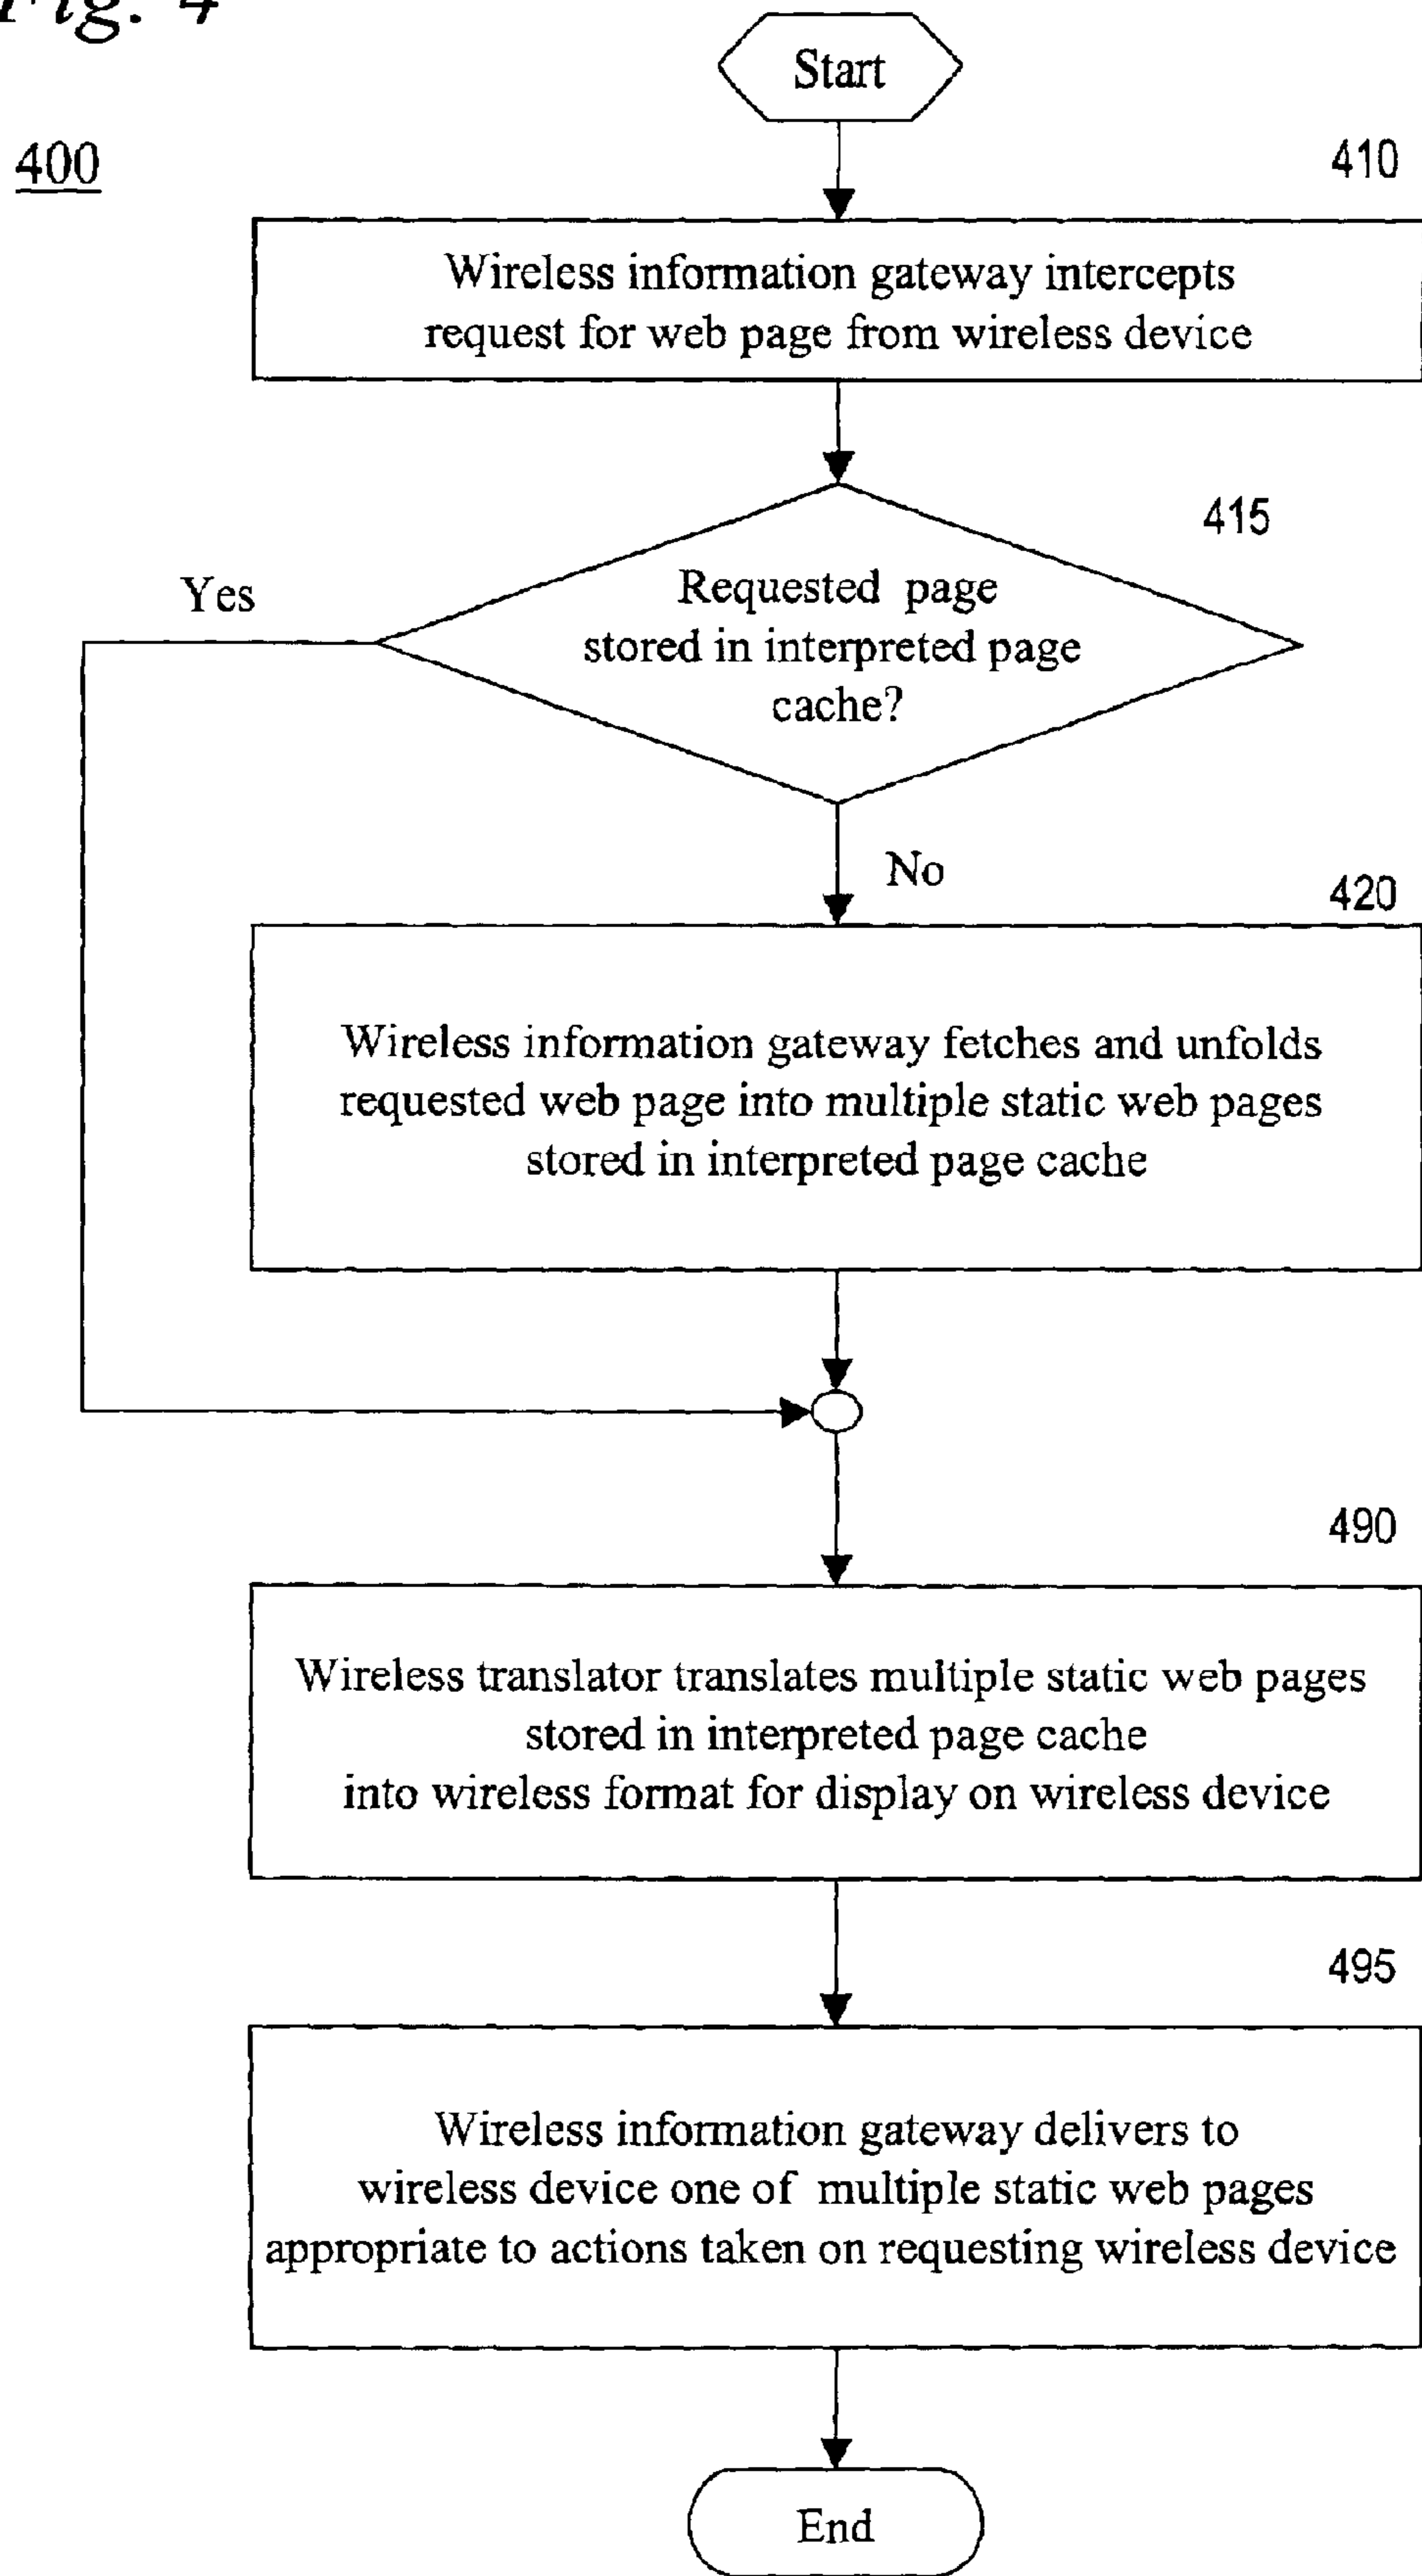 Fig. 4
Start
400
410
Wireless information gateway intercepts
request for web page from wireless device
415
Yes
Requested page
stored in interpreted page
cache?
No
420
Wireless information gateway fetches and unfolds
requested web page into multiple static web pages
stored in interpreted page cache
490
Wireless translator translates multiple static web pages
stored in interpreted page cache
into wireless format for display on wireless device
495
Wireless information gateway delivers to
wireless device one of multiple static web pages
appropriate to actions taken on requesting wireless device
End